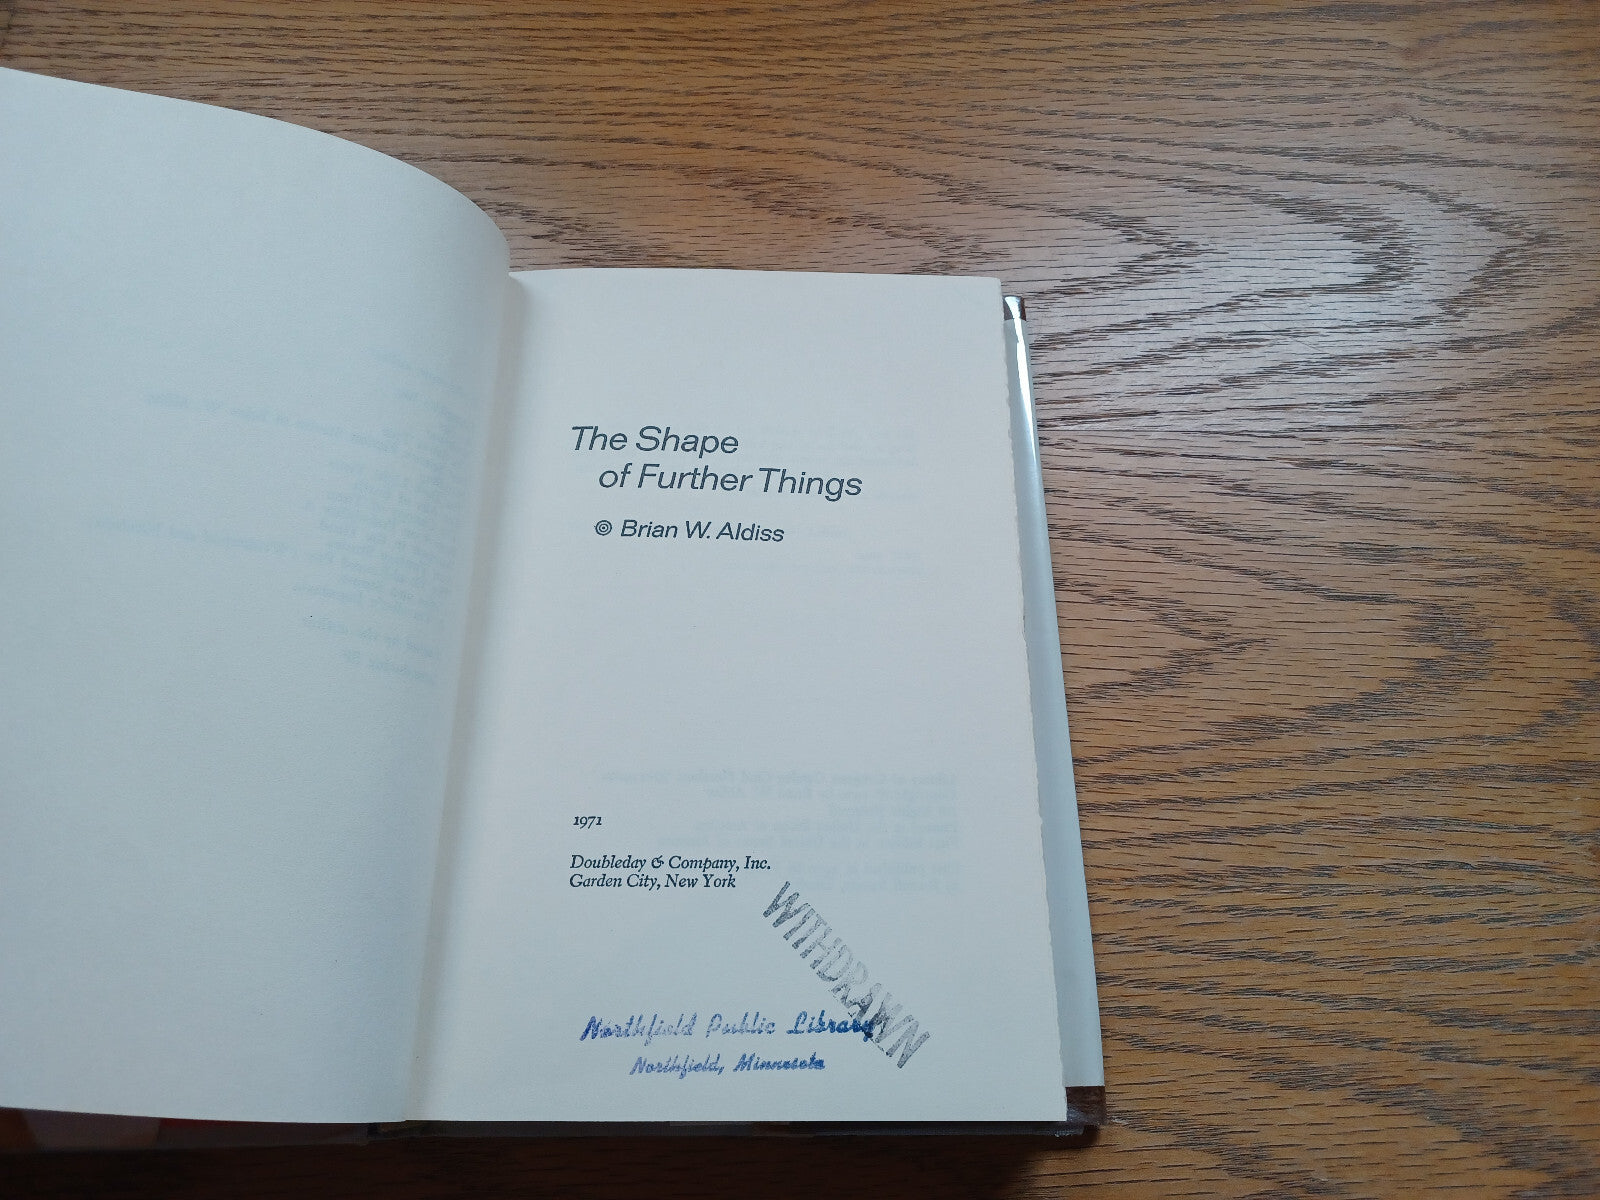 The Shape
of Further Things
Brian W. Aldiss
1971
Doubleday & Company, Inc.
Garden City, New York
WITHDRAWN
Northfield Public Library
Northfield, Minnesota